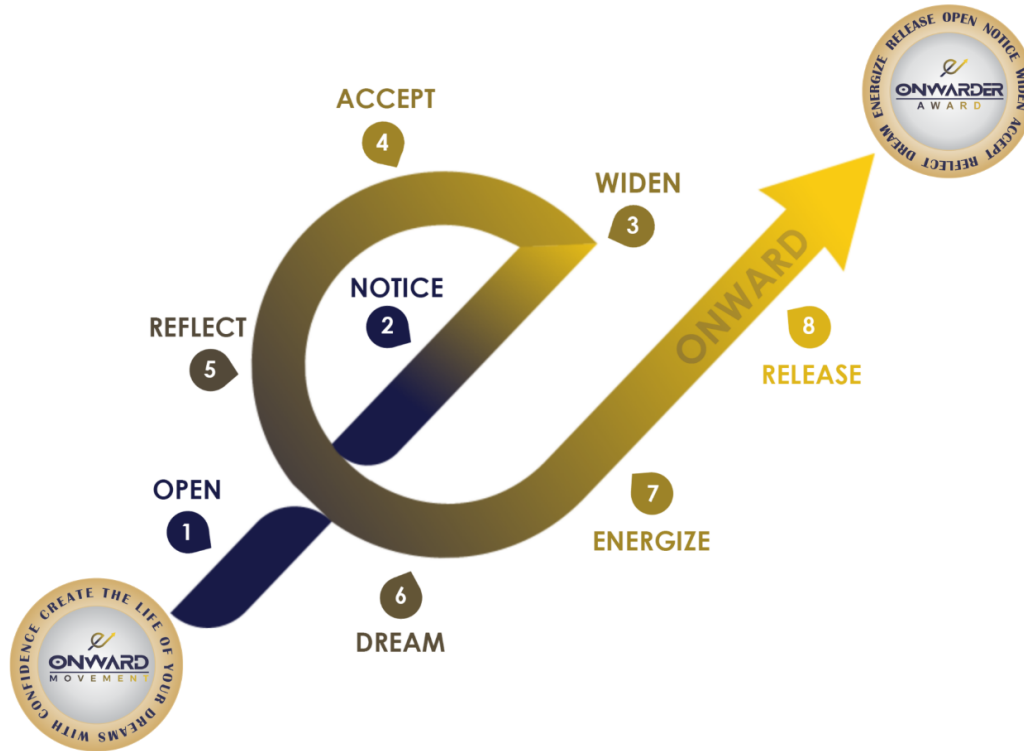 ACCEPT
4
WIDEN
3
NOTICE
2
REFLECT
5
OPEN
1
ONWARD
8
RELEASE
7
ENERGIZE
6
DREAM
CREATE THE LIFE OF YOUR DREAMS WITH CONFIDENCE
ONWARD
MOVEMENT
RELEASE OPEN NOTICE WIDEN ACCEPT REFLECT DREAM ENERGIZE
ONWARDER
AWARD